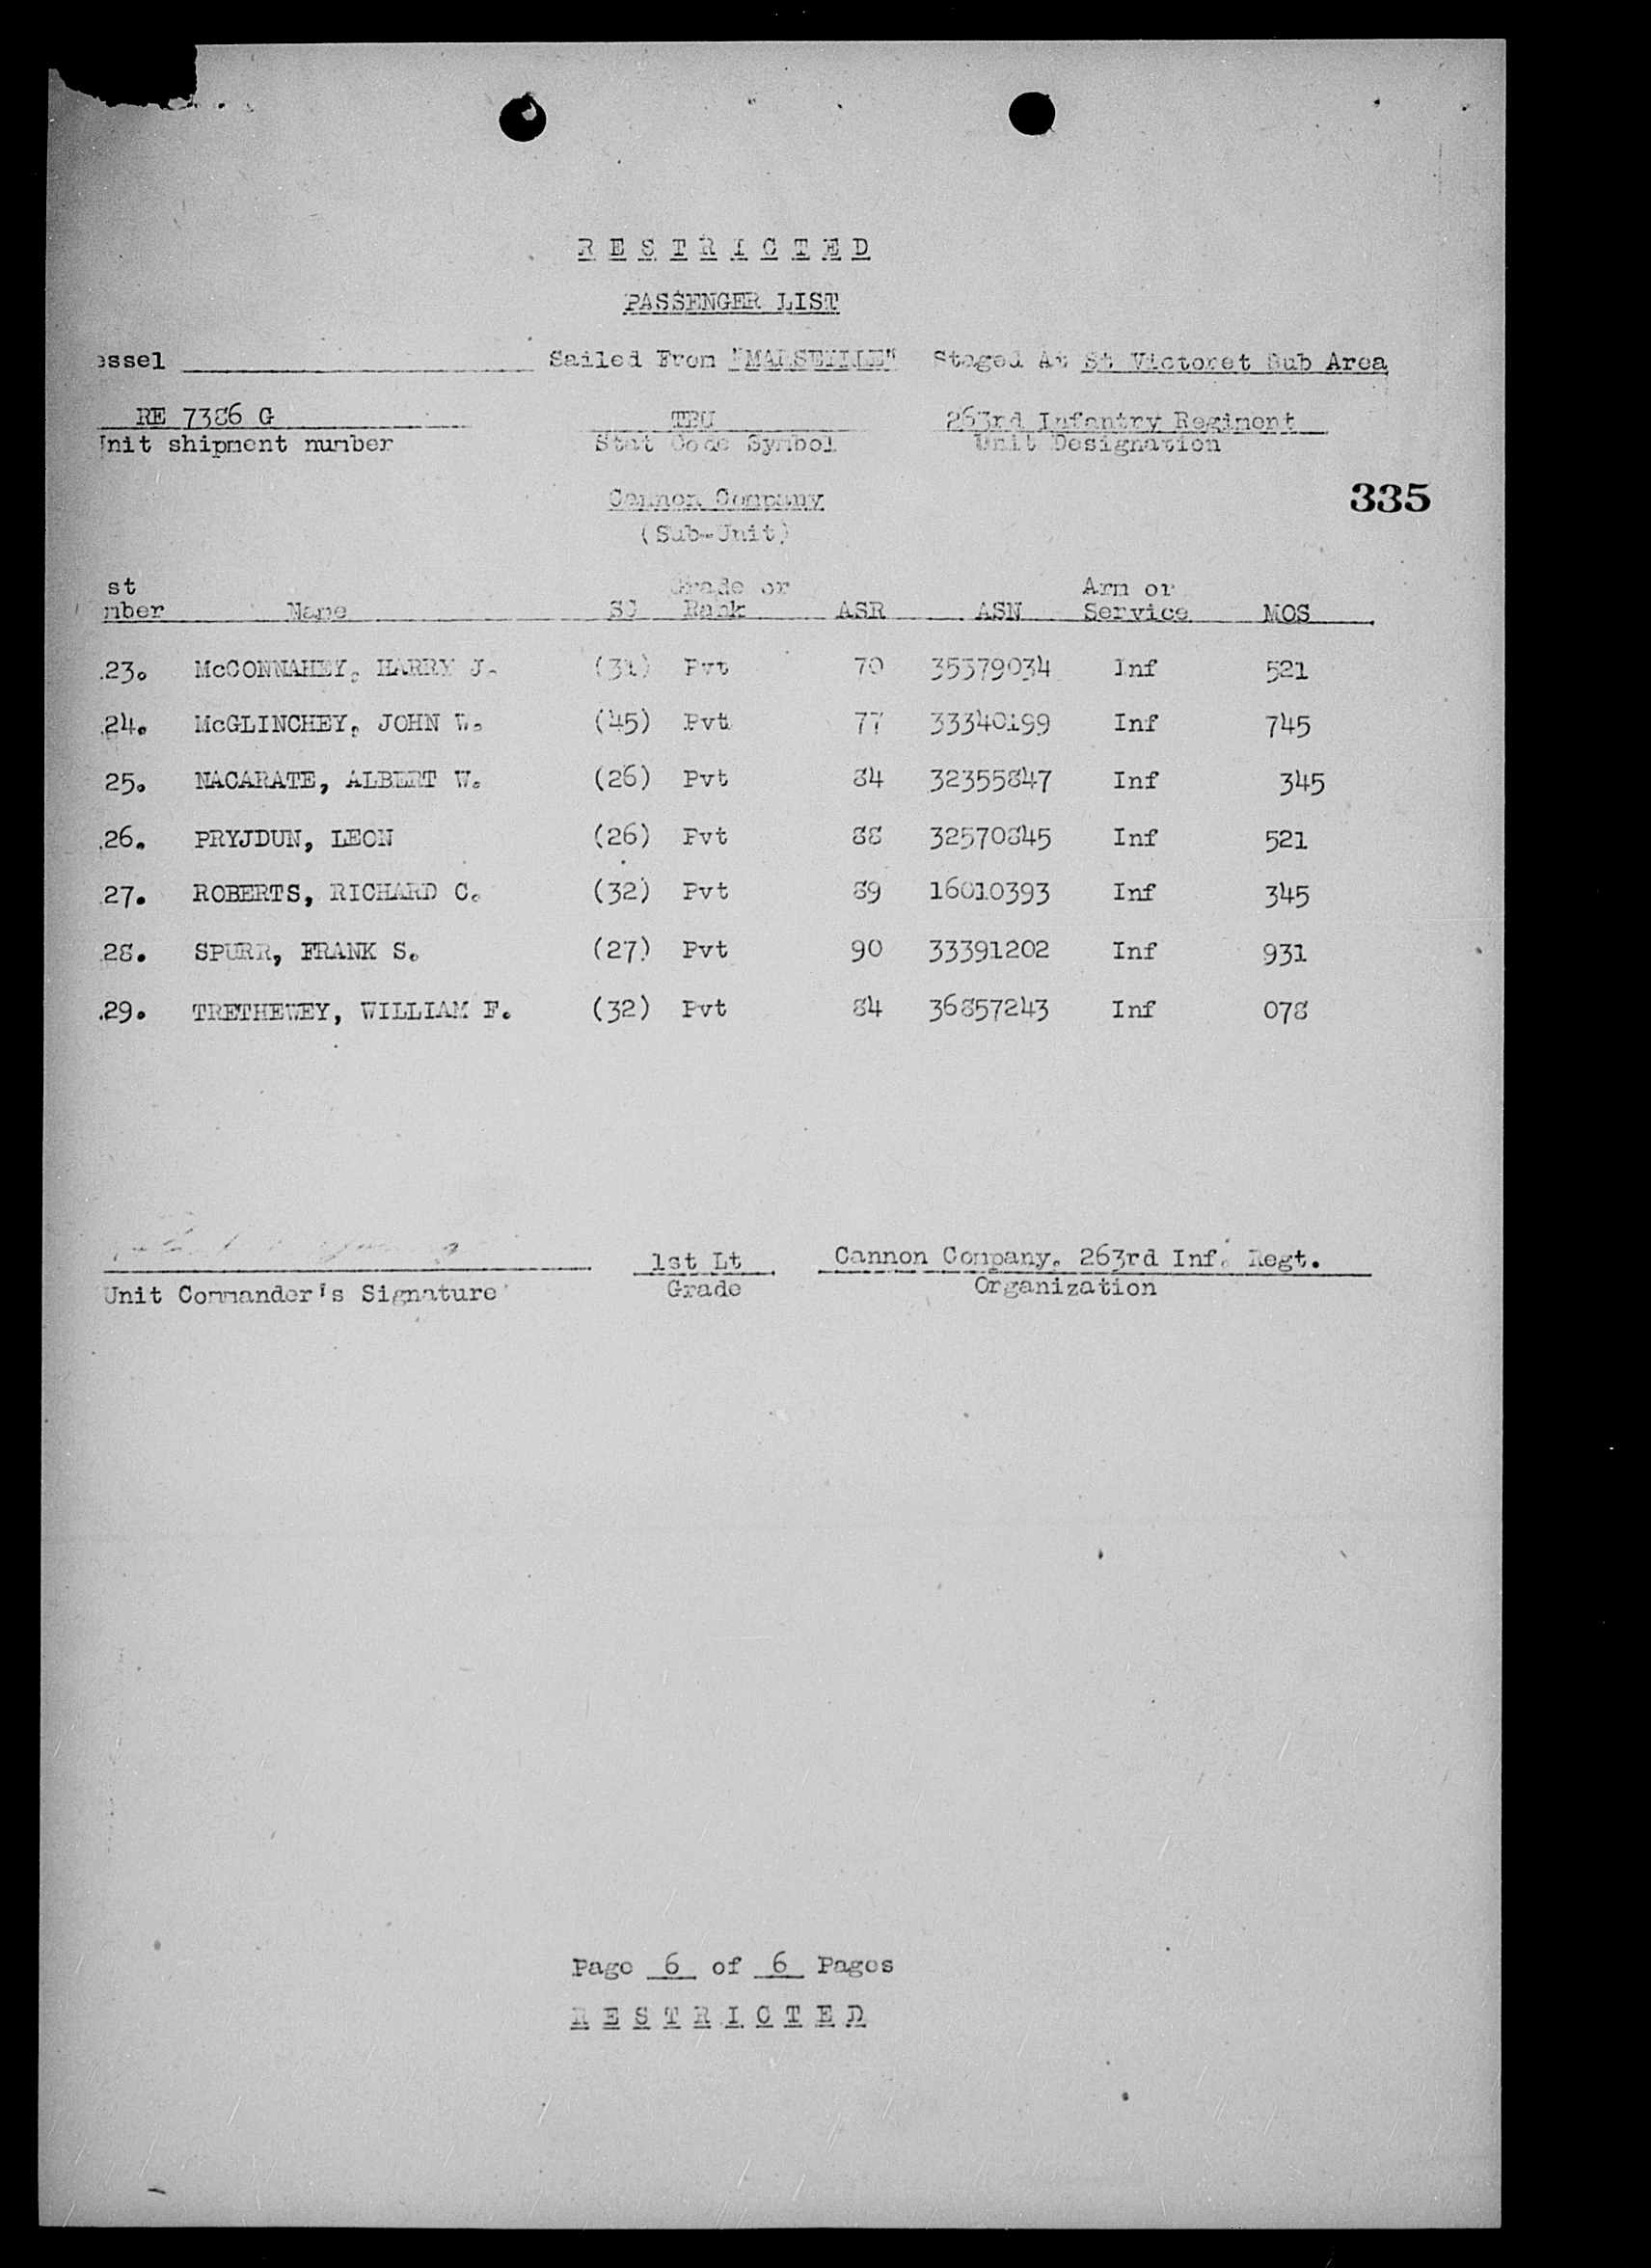 R E S T R I C T E D
PASSENGER LIST
essel Sailed From "MARSEILLE" Staged At St Victoret Sub Area
RE 7386 G TBU 263rd Infantry Regiment
Unit shipment number Stat Code Symbol Unit Designation
Cannon Company 335
(Sub-Unit)
st Grade or Arm or
mber Name SC Rank ASR ASN Service MOS
.23. McCONNAHEY, HARRY J. (31) Pvt 70 35379034 Inf 521
.24. McGLINCHEY, JOHN W. (45) Pvt 77 33340199 Inf 745
25. NACARATE, ALBERT W. (26) Pvt 84 32355847 Inf 345
.26. PRYJDUN, LEON (26) Pvt 88 32570845 Inf 521
27. ROBERTS, RICHARD C. (32) Pvt 89 16010393 Inf 345
28. SPURR, FRANK S. (27) Pvt 90 33391202 Inf 931
.29. TRETHEWEY, WILLIAM F. (32) Pvt 84 36857243 Inf 078
1st Lt Cannon Company, 263rd Inf. Regt.
Unit Commander's Signature Grade Organization
Page 6 of 6 Pages
R E S T R I C T E D